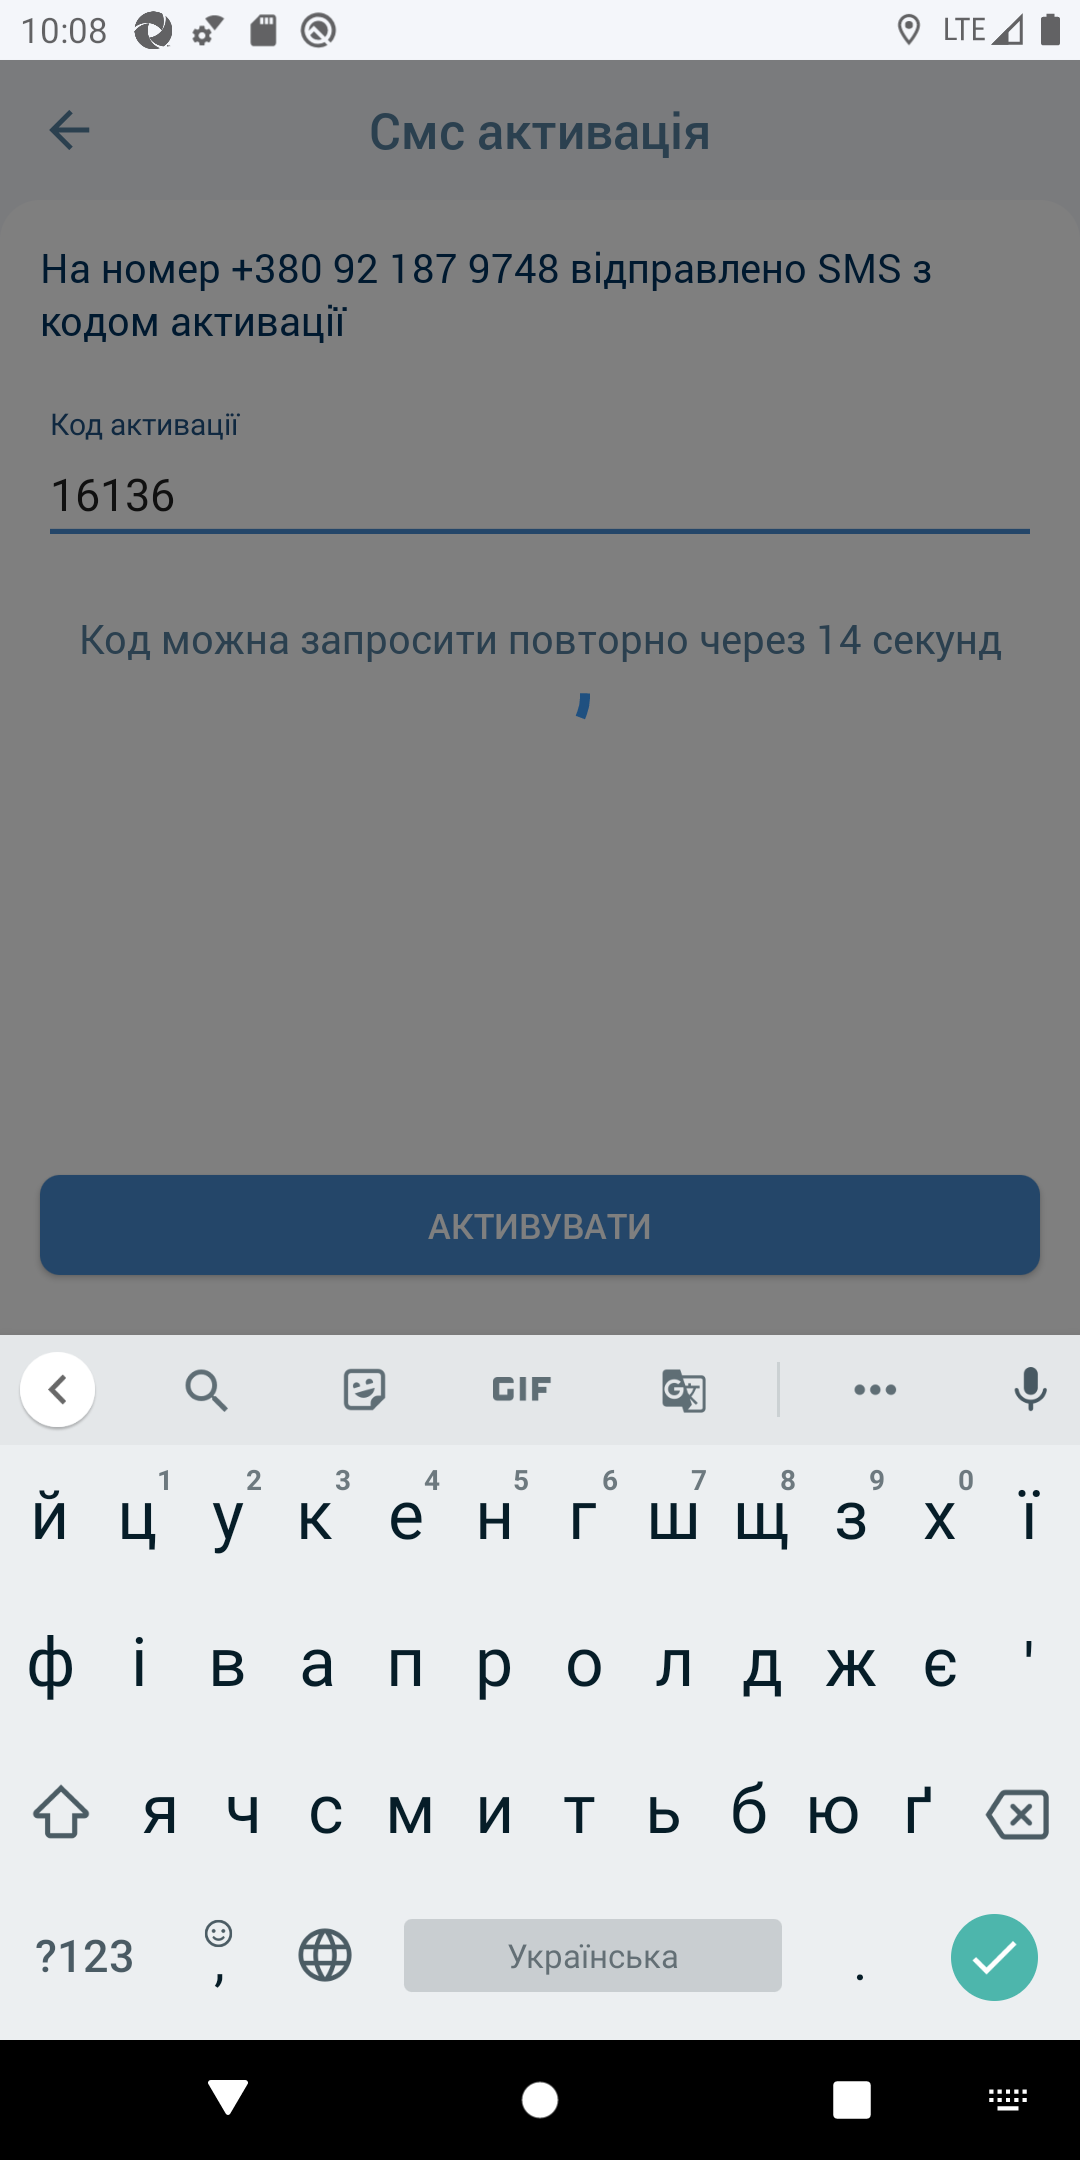 10:08
LTE
Смс активація
На номер +380 92 187 9748 відправлено SMS з
кодом активації
Код активації
16136
Код можна запросити повторно через 14 секунд
АКТИВУВАТИ
GIF
й ц 1 у 2 к 3 е 4 н 5 г 6 ш 7 щ 8 з 9 х 0 ї
ф і в а п р о л д ж є '
я ч с м и т ь б ю ґ
?123 , Українська .